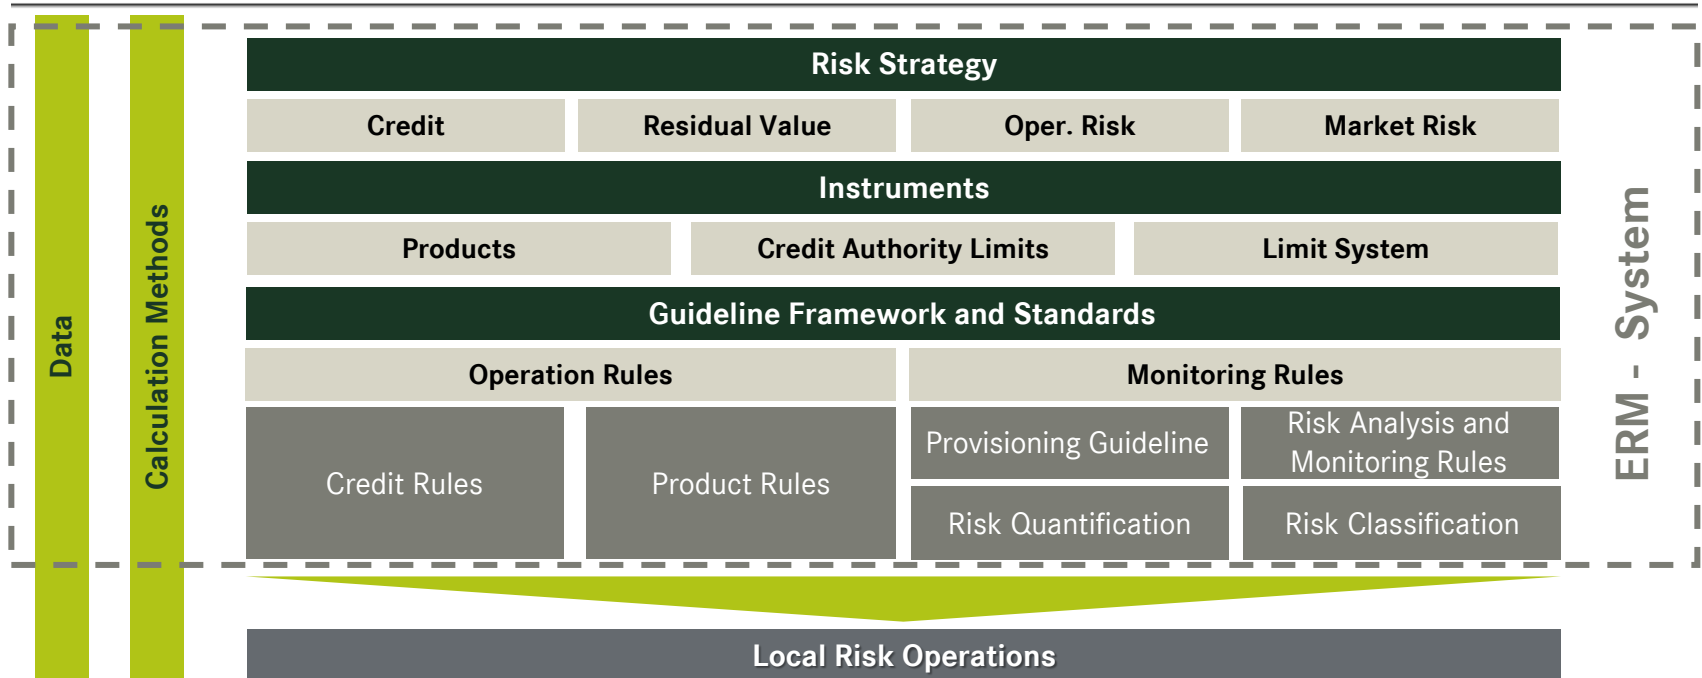 Risk Strategy
Credit
Residual Value
Oper. Risk
Market Risk
Instruments
Products
Credit Authority Limits
Limit System
Guideline Framework and Standards
Operation Rules
Monitoring Rules
Credit Rules
Product Rules
Provisioning Guideline
Risk Analysis and
Monitoring Rules
Risk Quantification
Risk Classification
Local Risk Operations
Data
Calculation Methods
ERM - System